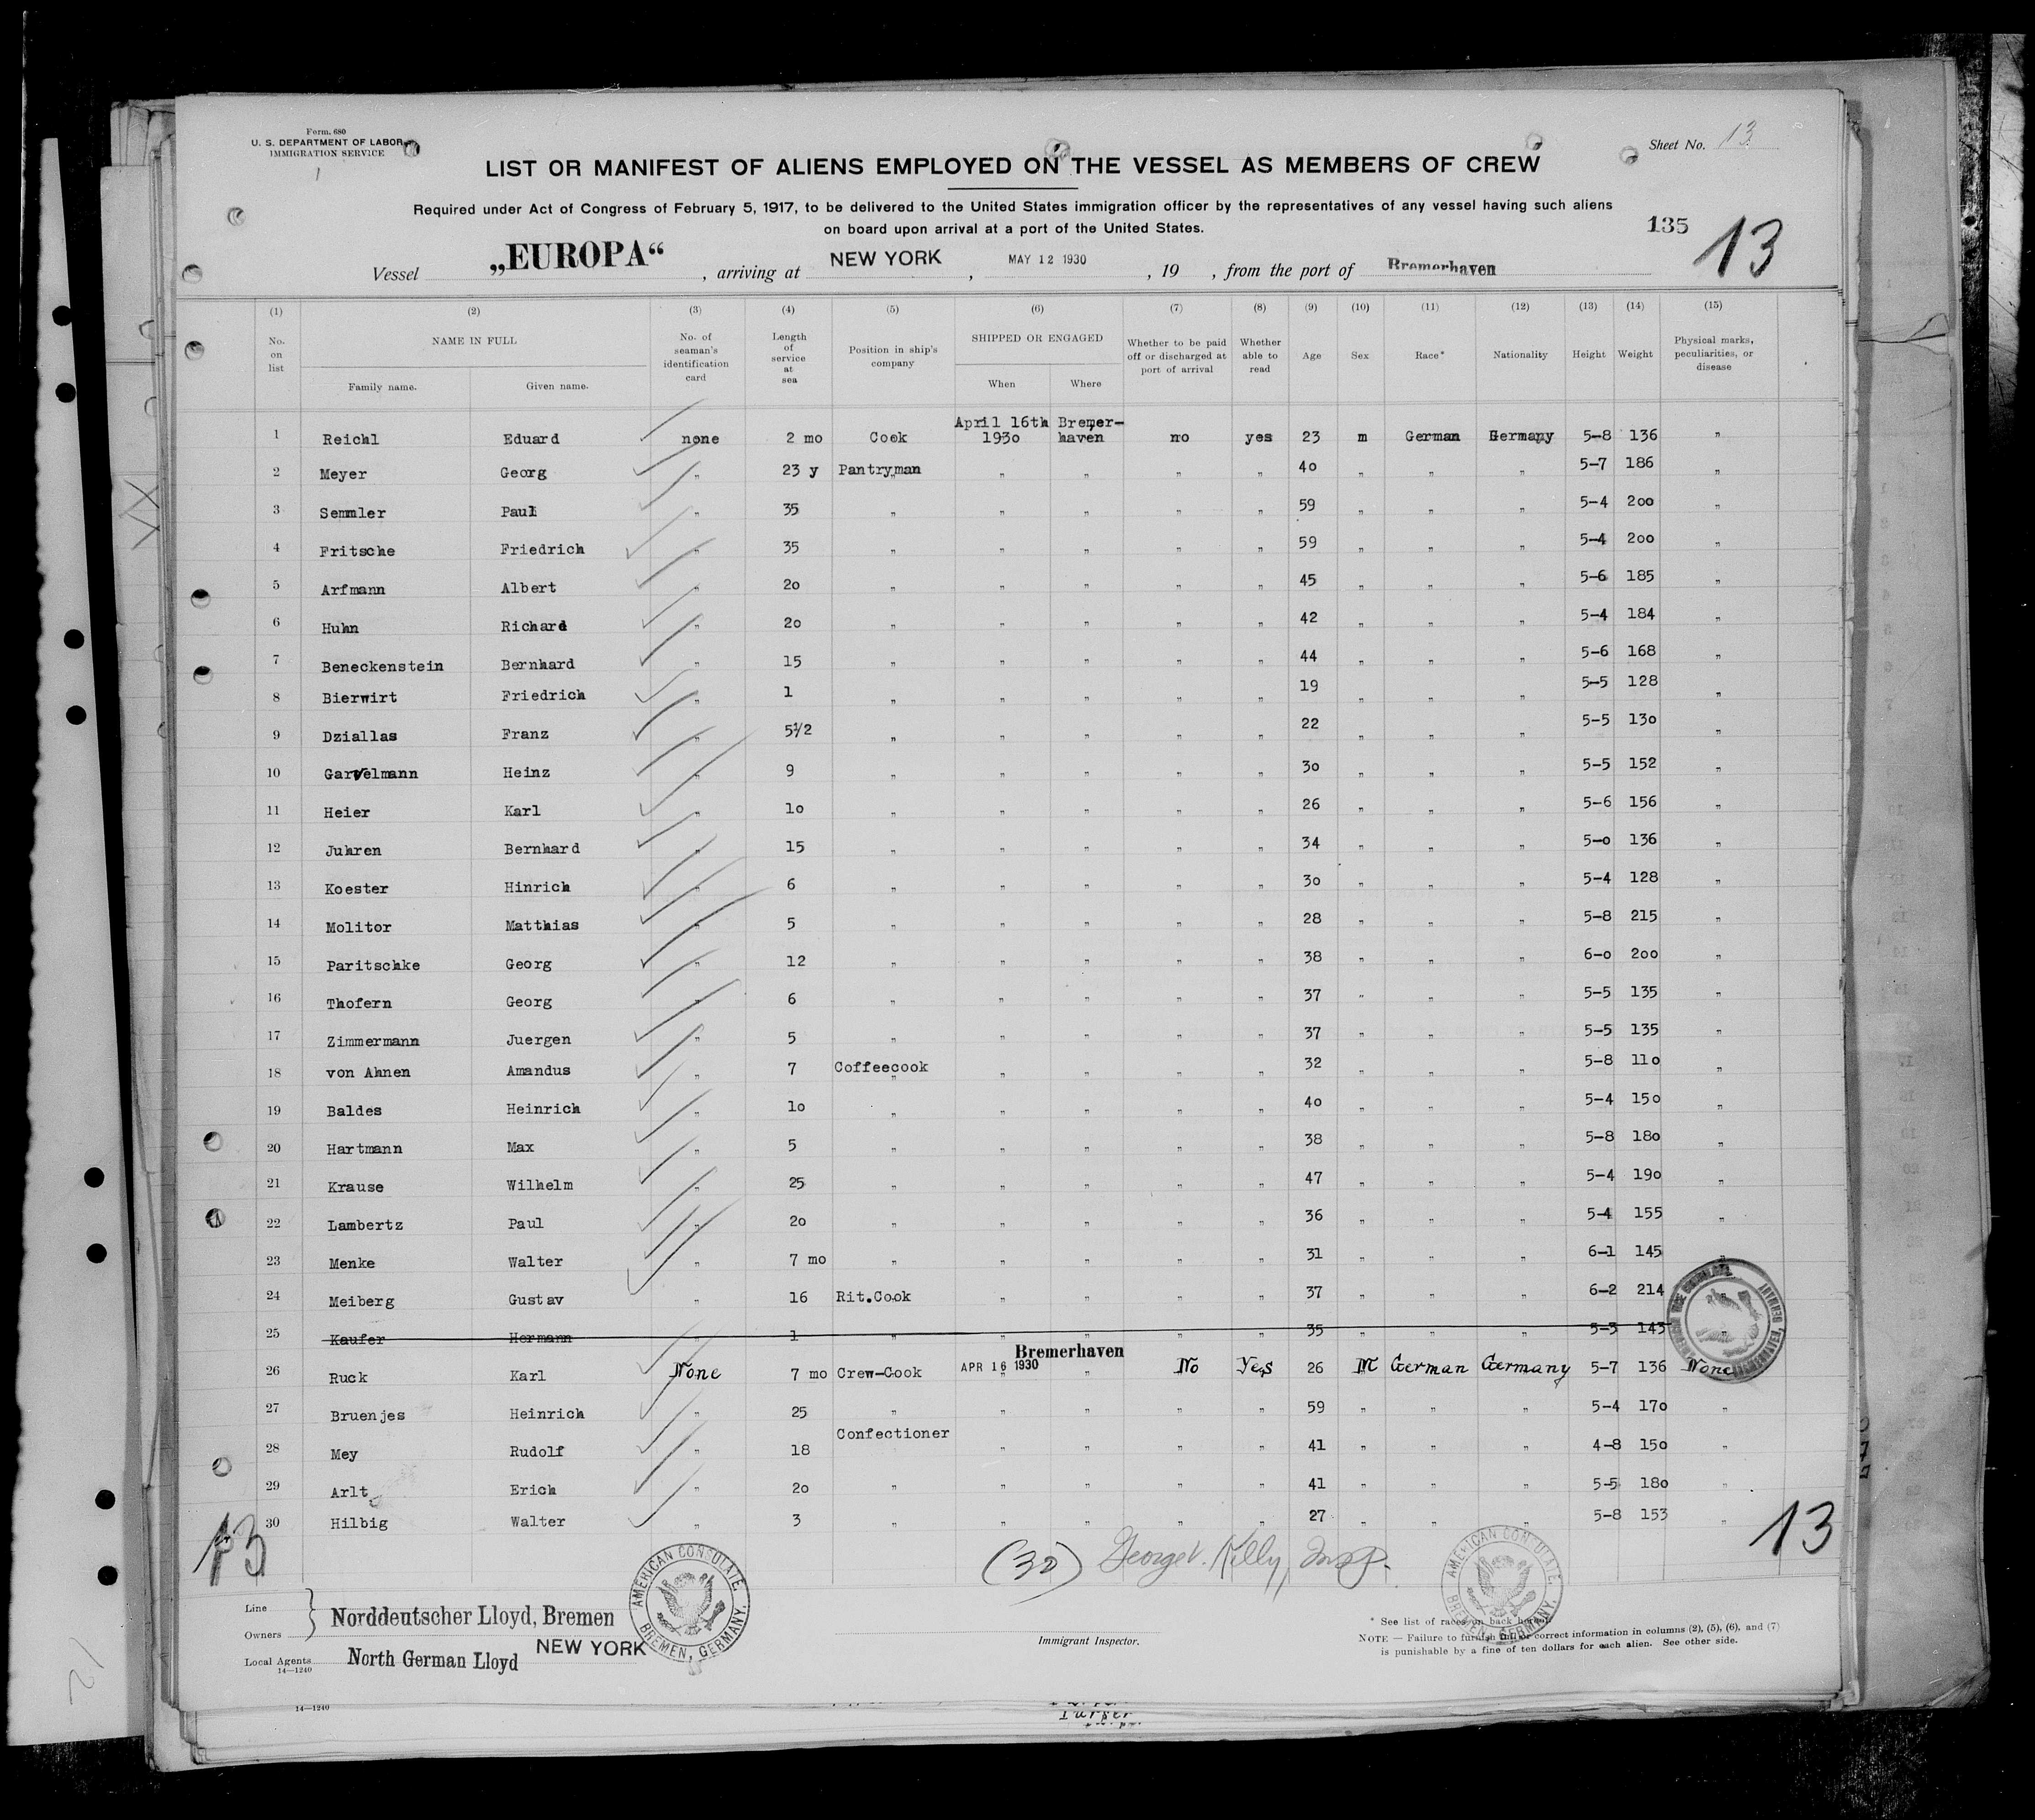 Form. 680
U. S. DEPARTMENT OF LABOR
IMMIGRATION SERVICE
Sheet No. 13
LIST OR MANIFEST OF ALIENS EMPLOYED ON THE VESSEL AS MEMBERS OF CREW
Required under Act of Congress of February 5, 1917, to be delivered to the United States immigration officer by the representatives of any vessel having such aliens
on board upon arrival at a port of the United States.
135 13
Vessel „EUROPA“ , arriving at NEW YORK , MAY 12 1930 , 19 , from the port of Bremerhaven
(1) (2) (3) (4) (5) (6) (7) (8) (9) (10) (11) (12) (13) (14) (15)
No. on list NAME IN FULL Family name. Given name. No. of seaman's identification card Length of service at sea Position in ship's company SHIPPED OR ENGAGED When Where Whether to be paid off or discharged at port of arrival Whether able to read Age Sex Race* Nationality Height Weight Physical marks, peculiarities, or disease
1 Reichl Eduard none 2 mo Cook April 16th 1930 Bremer-haven no yes 23 m German Germany 5-8 136 "
2 Meyer Georg " 23 y Pantryman " " " " 40 " " " 5-7 186 "
3 Semmler Paul " 35 " " " " " 59 " " " 5-4 200 "
4 Fritsche Friedrich " 35 " " " " " 59 " " " 5-4 200 "
5 Arfmann Albert " 20 " " " " " 45 " " " 5-6 185 "
6 Huhn Richard " 20 " " " " " 42 " " " 5-4 184 "
7 Beneckenstein Bernhard " 15 " " " " " 44 " " " 5-6 168 "
8 Bierwirt Friedrich " 1 " " " " " 19 " " " 5-5 128 "
9 Dziallas Franz " 5½ " " " " " 22 " " " 5-5 130 "
10 Garvelmann Heinz " 9 " " " " " 30 " " " 5-5 152 "
11 Heier Karl " 10 " " " " " 26 " " " 5-6 156 "
12 Juhren Bernhard " 15 " " " " " 34 " " " 5-0 136 "
13 Koester Hinrich " 6 " " " " " 30 " " " 5-4 128 "
14 Molitor Matthias " 5 " " " " " 28 " " " 5-8 215 "
15 Paritschke Georg " 12 " " " " " 38 " " " 6-0 200 "
16 Thofern Georg " 6 " " " " " 37 " " " 5-5 135 "
17 Zimmermann Juergen " 5 " " " " " 37 " " " 5-5 135 "
18 von Ahnen Amandus " 7 Coffeecook " " " " 32 " " " 5-8 110 "
19 Baldes Heinrich " 10 " " " " " 40 " " " 5-4 150 "
20 Hartmann Max " 5 " " " " " 38 " " " 5-8 180 "
21 Krause Wilhelm " 25 " " " " " 47 " " " 5-4 190 "
22 Lambertz Paul " 20 " " " " " 36 " " " 5-4 155 "
23 Menke Walter " 7 mo " " " " " 31 " " " 6-1 145 "
24 Meiberg Gustav " 16 Rit.Cook " " " " 37 " " " 6-2 214 "
25 Kaufer Hermann " 1 " " " " " 35 " " " 5-3 143 "
26 Ruck Karl None 7 mo Crew-Cook APR 16 1930 Bremerhaven No Yes 26 M German Germany 5-7 136 None
27 Bruenjes Heinrich " 25 " " " " " 59 " " " 5-4 170 "
28 Mey Rudolf " 18 Confectioner " " " " 41 " " " 4-8 150 "
29 Arlt Erich " 20 " " " " " 41 " " " 5-5 180 "
30 Hilbig Walter " 3 " " " " " 27 " " " 5-8 153 "
13 13
(30) George V. Kelly, Insp.
AMERICAN CONSULATE, BREMEN, GERMANY.
AMERICAN CONSULATE, BREMEN, GERMANY.
Line
Owners
Norddeutscher Lloyd, Bremen
Local Agents North German Lloyd NEW YORK
14—1240
Immigrant Inspector.
* See list of races on back hereof.
NOTE — Failure to furnish full or correct information in columns (2), (5), (6), and (7)
is punishable by a fine of ten dollars for each alien. See other side.
14—1240
Purser
12